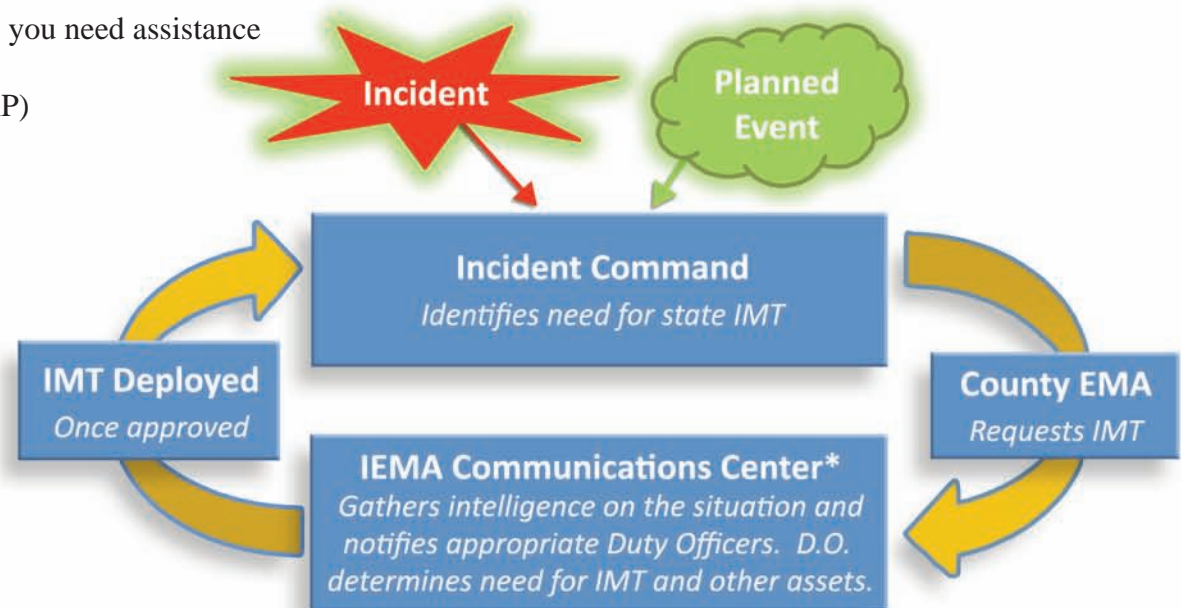 you need assistance
P)
Incident
Planned
Event
Incident Command
Identifies need for state IMT
IMT Deployed
Once approved
County EMA
Requests IMT
IEMA Communications Center*
Gathers intelligence on the situation and
notifies appropriate Duty Officers. D.O.
determines need for IMT and other assets.